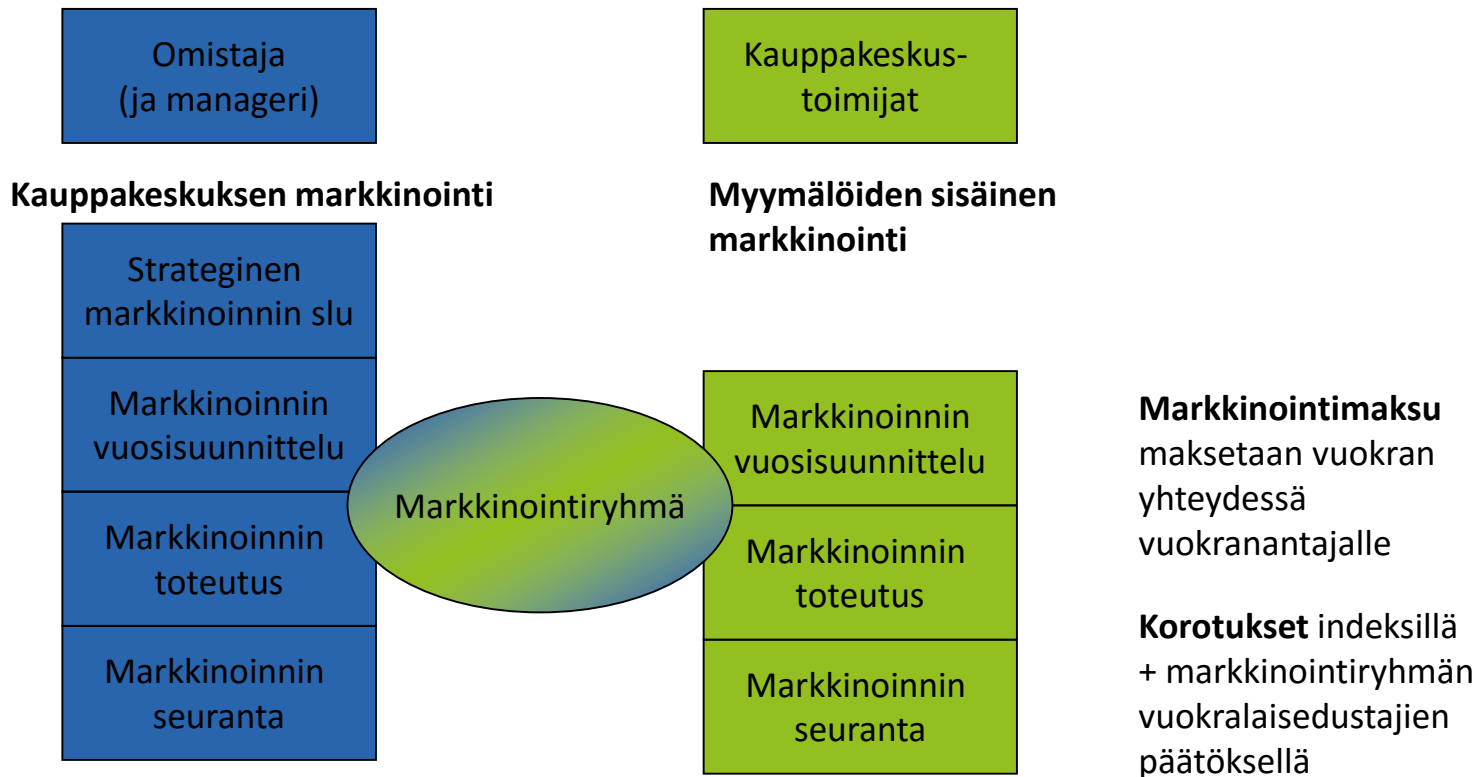 Omistaja
(ja manageri)
Kauppakeskus-
toimijat
Kauppakeskuksen markkinointi
Myymälöiden sisäinen
markkinointi
Strateginen
markkinoinnin slu
Markkinoinnin
vuosisuunnittelu
Markkinoinnin
toteutus
Markkinoinnin
seuranta
Markkinointiryhmä
Markkinoinnin
vuosisuunnittelu
Markkinoinnin
toteutus
Markkinoinnin
seuranta
Markkinointimaksu
maksetaan vuokran
yhteydessä
vuokranantajalle
Korotukset indeksillä
+ markkinointiryhmän
vuokralaisedustajien
päätöksellä